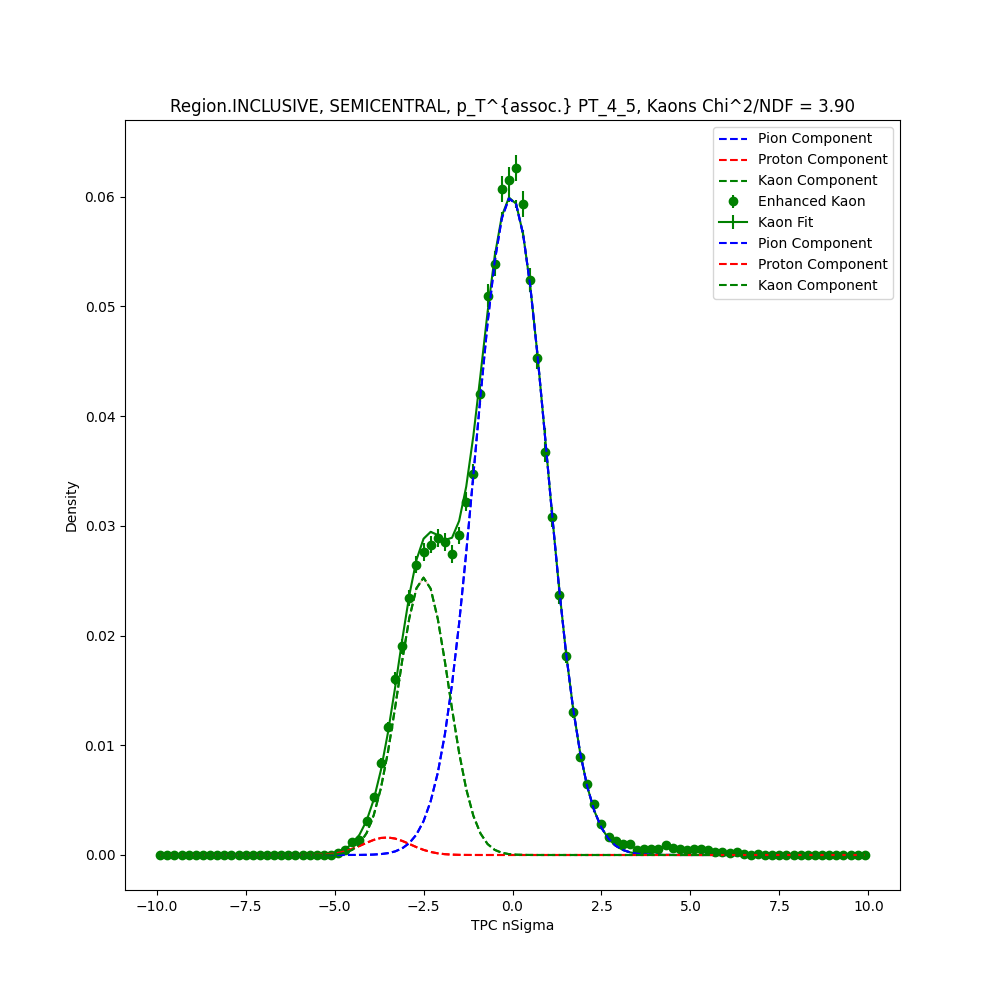 Region.INCLUSIVE, SEMICENTRAL, p_T^{assoc.} PT_4_5, Kaons Chi^2/NDF = 3.90
Pion Component
Proton Component
Kaon Component
Enhanced Kaon
Kaon Fit
Pion Component
Proton Component
Kaon Component
Density
0.06
0.05
0.04
0.03
0.02
0.01
0.00
−10.0 −7.5 −5.0 −2.5 0.0 2.5 5.0 7.5 10.0
TPC nSigma